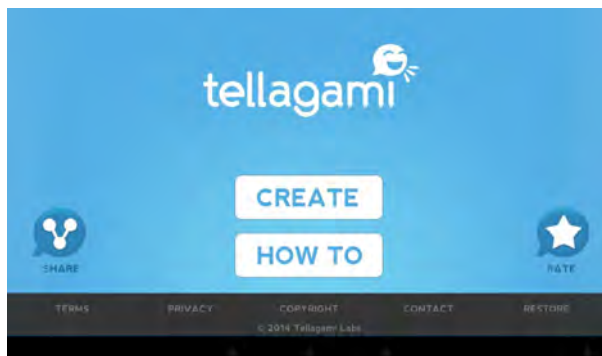 tellagami
CREATE
HOW TO
SHARE
RATE
TERMS PRIVACY COPYRIGHT CONTACT RESTORE
© 2014 Tellagami Labs